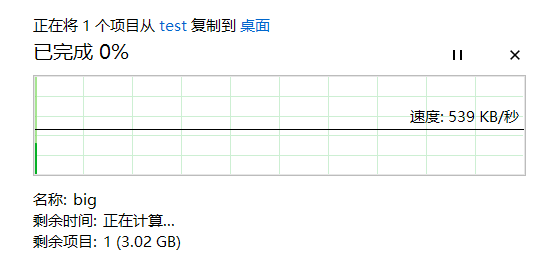 正在将 1 个项目从 test 复制到 桌面
已完成 0%
速度: 539 KB/秒
名称: big
剩余时间: 正在计算...
剩余项目: 1 (3.02 GB)